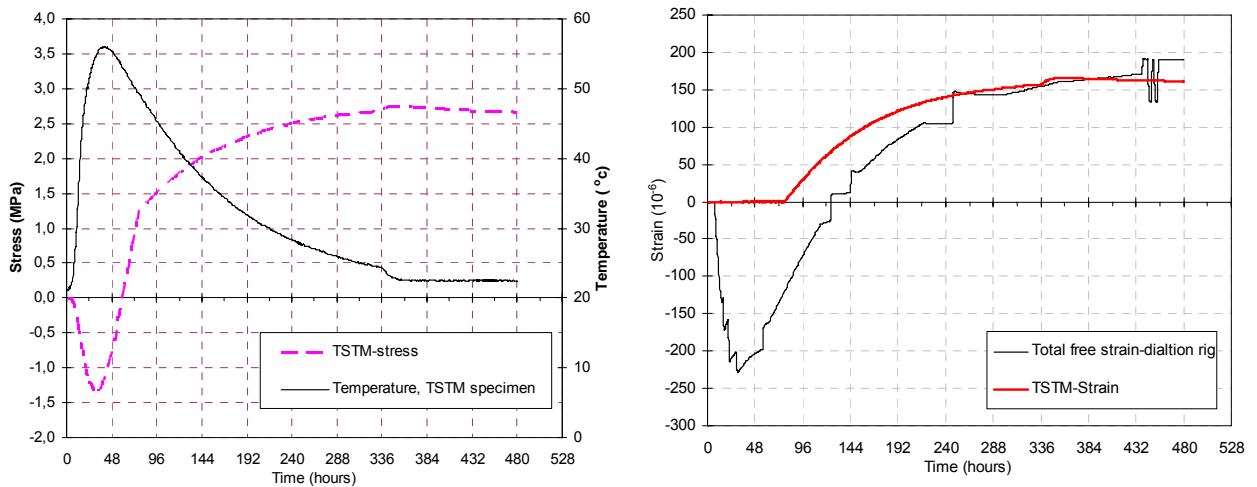 4,0
3,5
3,0
2,5
2,0
1,5
1,0
0,5
0,0
-0,5
-1,0
-1,5
-2,0
Stress (MPa)
60
50
40
30
20
10
0
Temperature ( °c)
TSTM-stress
Temperature, TSTM specimen
0 48 96 144 192 240 288 336 384 432 480 528
Time (hours)
250
200
150
100
50
0
-50
-100
-150
-200
-250
-300
Strain (10-6)
0 48 96 144 192 240 288 336 384 432 480 528
Time (hours)
Total free strain-dialtion rig
TSTM-Strain